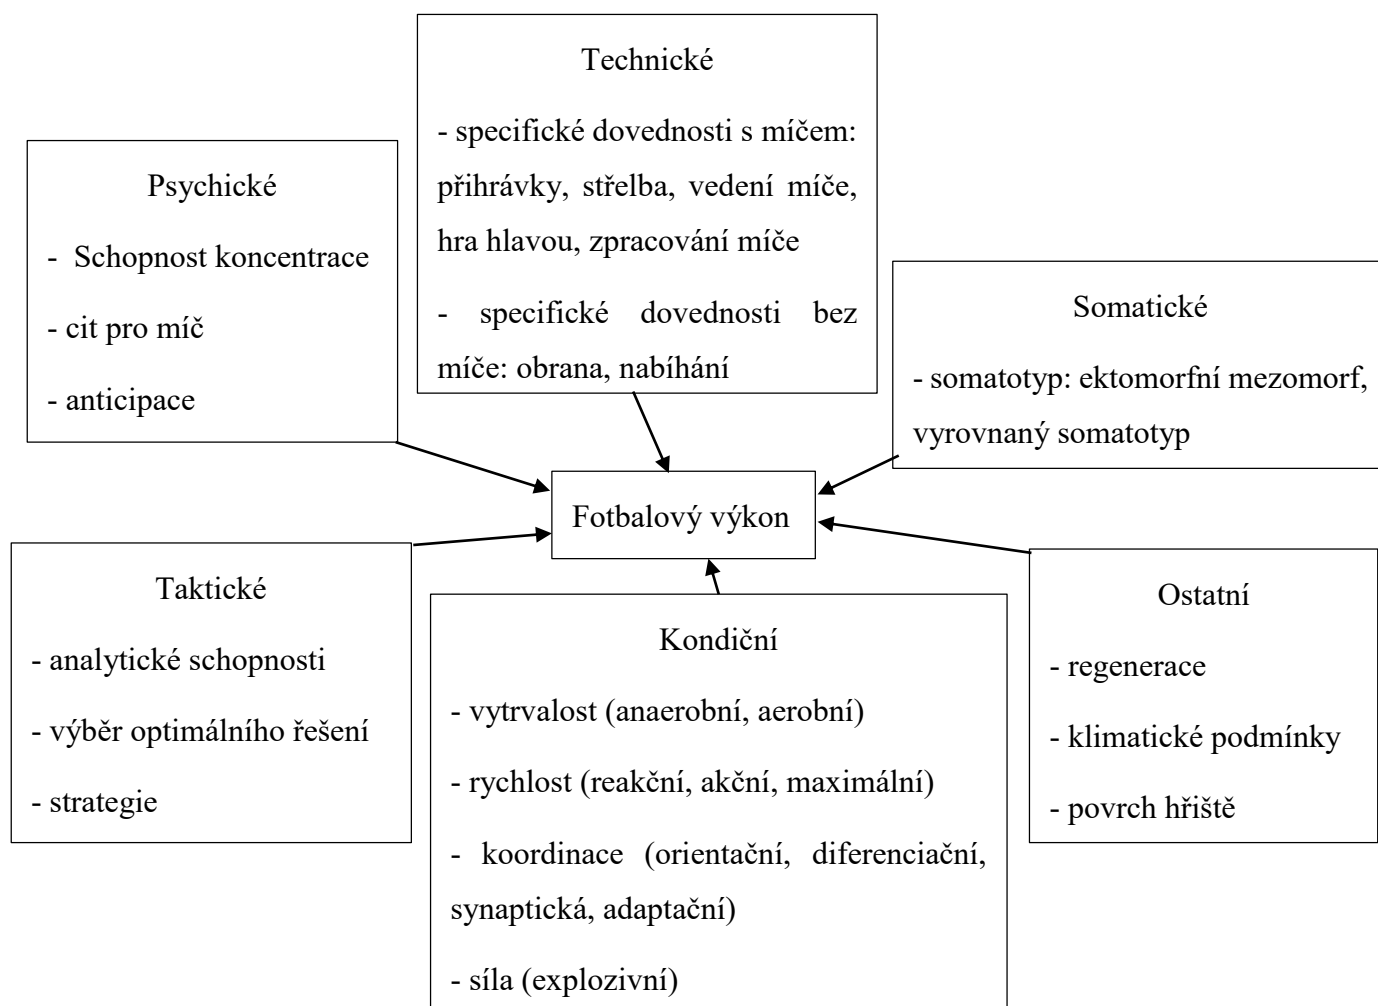 Technické
- specifické dovednosti s míčem:
přihrávky, střelba, vedení míče,
hra hlavou, zpracování míče
- specifické dovednosti bez
míče: obrana, nabíhání
Psychické
- Schopnost koncentrace
- cit pro míč
- anticipace
Somatické
- somatotyp: ektomorfní mezomorf,
vyrovnaný somatotyp
Fotbalový výkon
Taktické
- analytické schopnosti
- výběr optimálního řešení
- strategie
Kondiční
- vytrvalost (anaerobní, aerobní)
- rychlost (reakční, akční, maximální)
- koordinace (orientační, diferenciační,
synaptická, adaptační)
- síla (explozivní)
Ostatní
- regenerace
- klimatické podmínky
- povrch hřiště